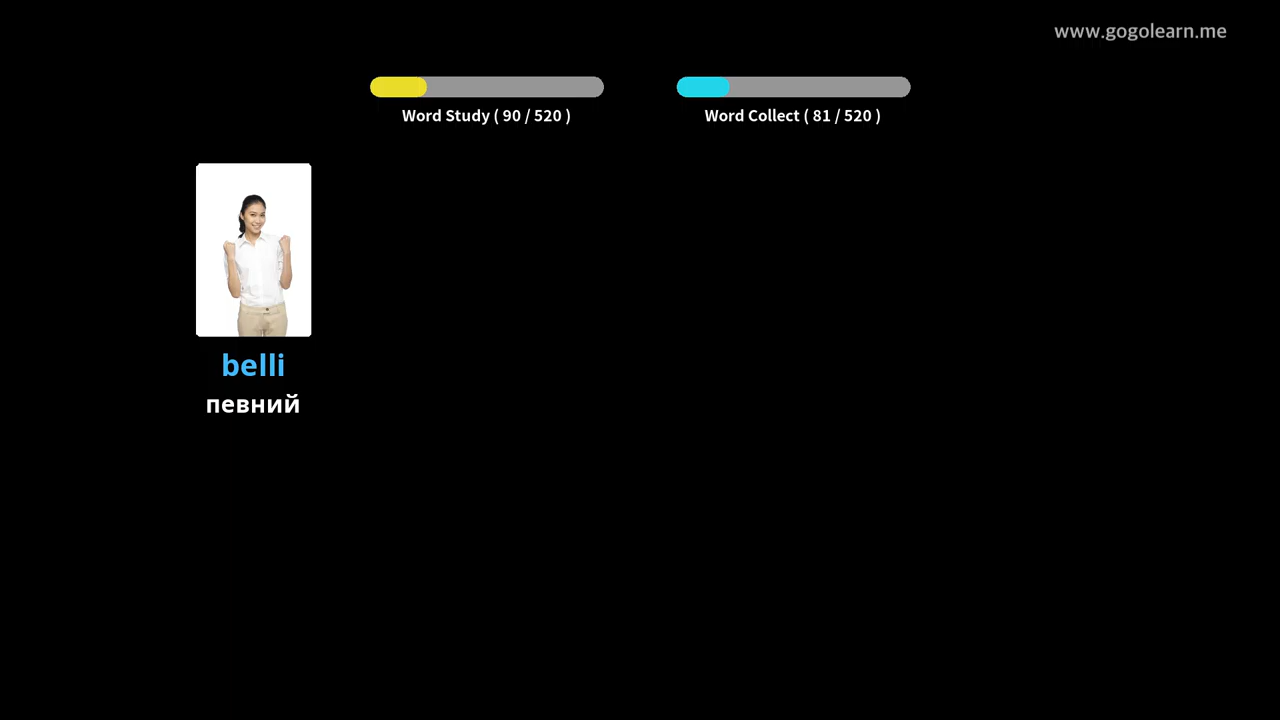 www.gogolearn.me
Word Study ( 90 / 520 )
Word Collect ( 81 / 520 )
belli
певний